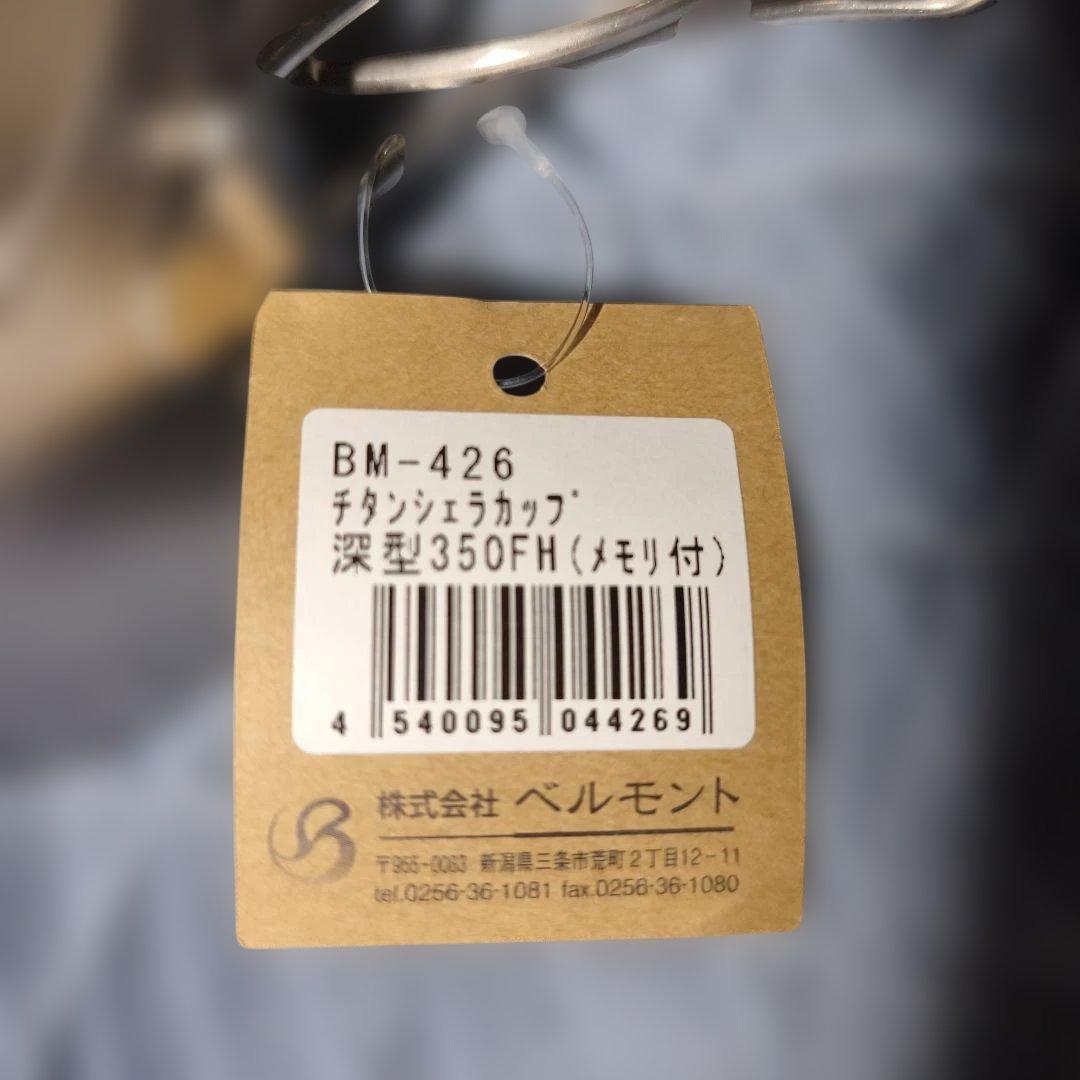 BM-426
ﾁﾀﾝｼｪﾗｶｯﾌﾟ
深型350FH(ﾒﾓﾘ付)
4 540095 044269
株式会社 ベルモント
〒955-0083 新潟県三条市荒町2丁目12-11
tel.0256-36-1081 fax.0256-36-1080